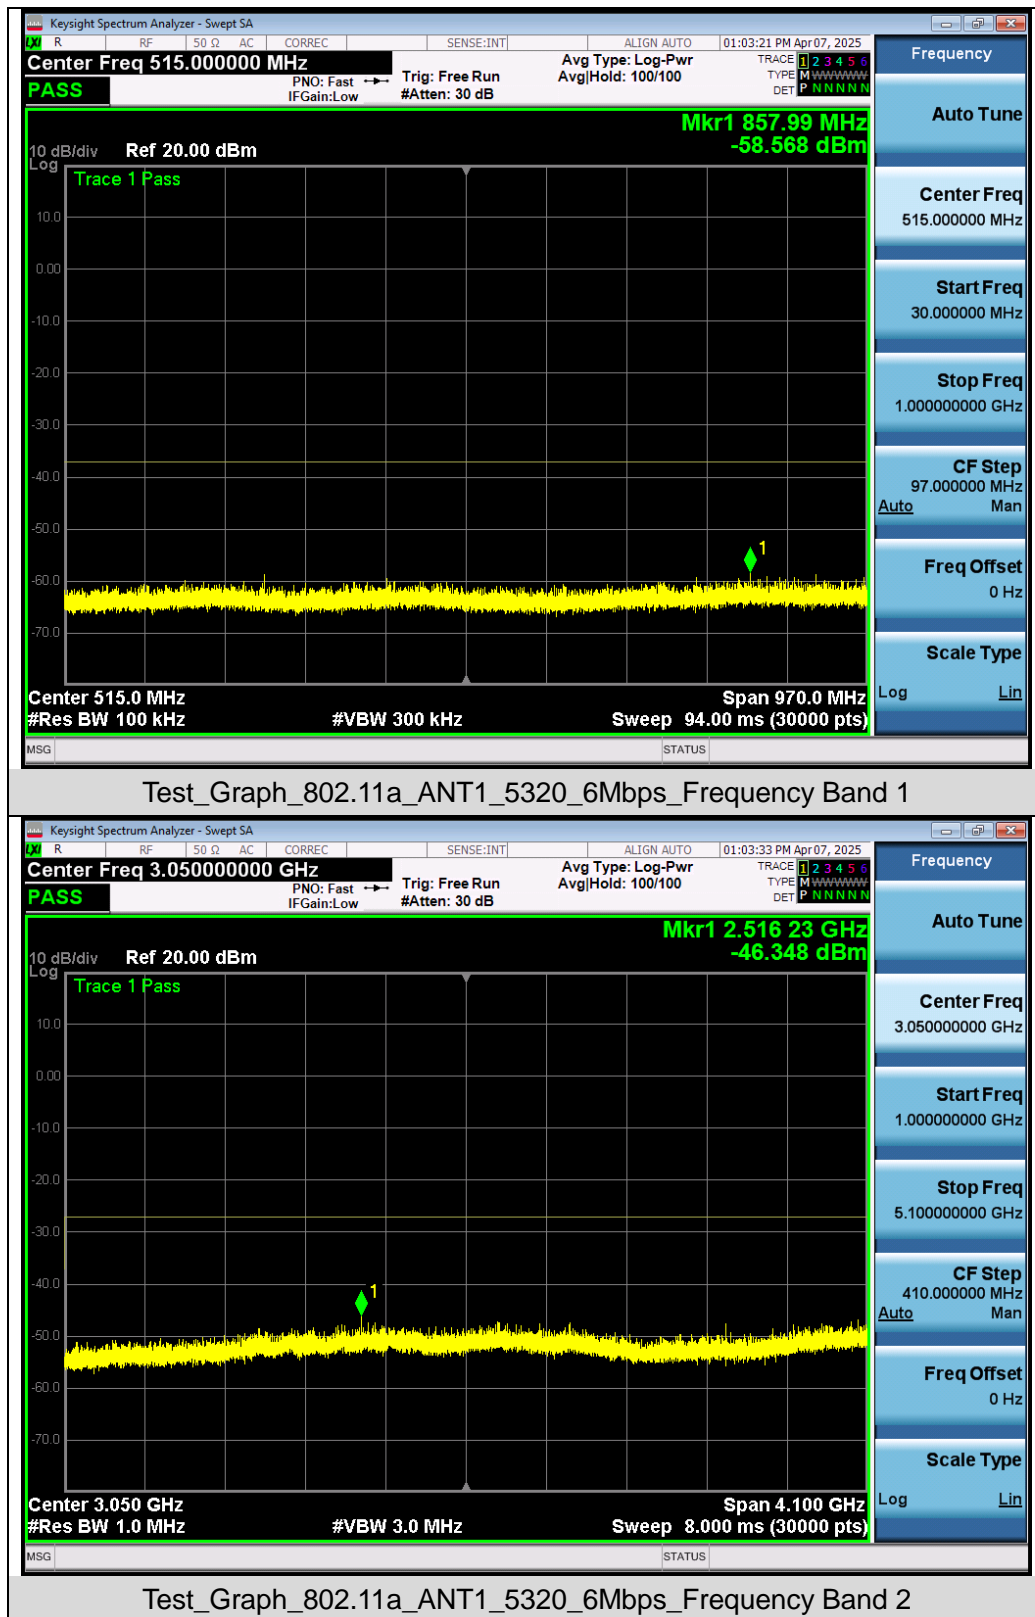 Keysight Spectrum Analyzer - Swept SA
LXI R RF 50 Ω AC CORREC SENSE:INT ALIGN AUTO 01:03:21 PM Apr 07, 2025
Center Freq 515.000000 MHz
PASS
PNO: Fast
IFGain:Low
Trig: Free Run
#Atten: 30 dB
Avg Type: Log-Pwr
Avg|Hold: 100/100
TRACE 1 2 3 4 5 6
TYPE M WWWWW
DET P N N N N N
Mkr1 857.99 MHz
-58.568 dBm
10 dB/div
Log
Ref 20.00 dBm
Trace 1 Pass
10.0
0.00
-10.0
-20.0
-30.0
-40.0
-50.0
-60.0
-70.0
1
Center 515.0 MHz
Span 970.0 MHz
#Res BW 100 kHz
#VBW 300 kHz
Sweep 94.00 ms (30000 pts)
MSG
STATUS
Frequency
Auto Tune
Center Freq
515.000000 MHz
Start Freq
30.000000 MHz
Stop Freq
1.000000000 GHz
CF Step
97.000000 MHz
Auto Man
Freq Offset
0 Hz
Scale Type
Log Lin
Test_Graph_802.11a_ANT1_5320_6Mbps_Frequency Band 1
Keysight Spectrum Analyzer - Swept SA
LXI R RF 50 Ω AC CORREC SENSE:INT ALIGN AUTO 01:03:33 PM Apr 07, 2025
Center Freq 3.050000000 GHz
PASS
PNO: Fast
IFGain:Low
Trig: Free Run
#Atten: 30 dB
Avg Type: Log-Pwr
Avg|Hold: 100/100
TRACE 1 2 3 4 5 6
TYPE M WWWWW
DET P N N N N N
Mkr1 2.516 23 GHz
-46.348 dBm
10 dB/div
Log
Ref 20.00 dBm
Trace 1 Pass
10.0
0.00
-10.0
-20.0
-30.0
-40.0
-50.0
-60.0
-70.0
1
Center 3.050 GHz
Span 4.100 GHz
#Res BW 1.0 MHz
#VBW 3.0 MHz
Sweep 8.000 ms (30000 pts)
MSG
STATUS
Frequency
Auto Tune
Center Freq
3.050000000 GHz
Start Freq
1.000000000 GHz
Stop Freq
5.100000000 GHz
CF Step
410.000000 MHz
Auto Man
Freq Offset
0 Hz
Scale Type
Log Lin
Test_Graph_802.11a_ANT1_5320_6Mbps_Frequency Band 2